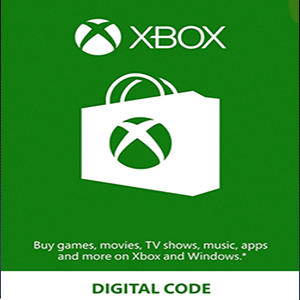 XBOX
Buy games, movies, TV shows, music, apps
and more on Xbox and Windows.*
DIGITAL CODE